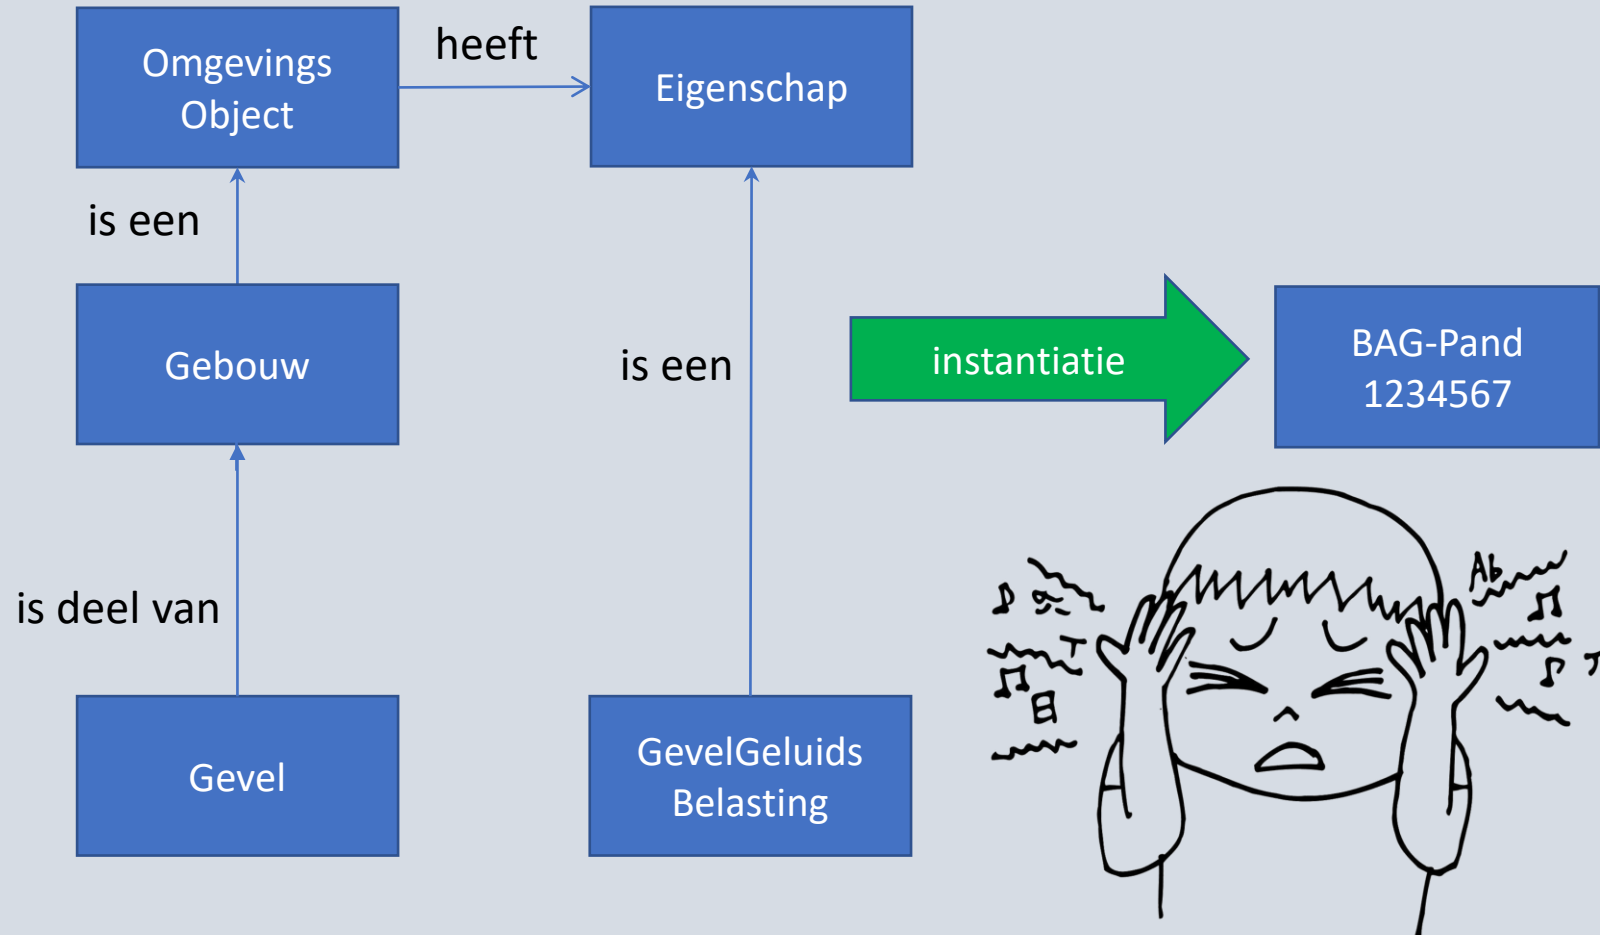 Omgevings
Object
heeft
Eigenschap
is een
Gebouw
is een
instantiatie
BAG-Pand
1234567
is deel van
Gevel
GevelGeluids
Belasting
Ab
T
T